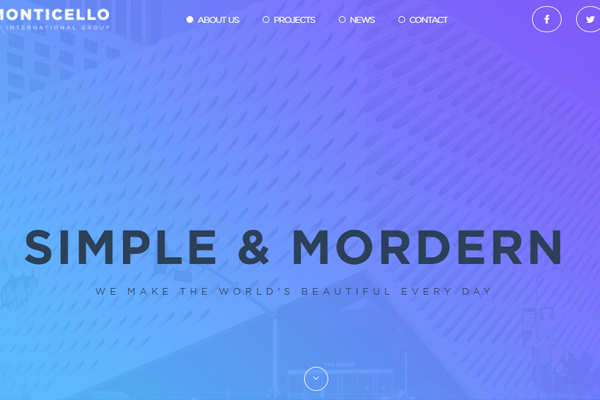 MONTICELLO
INTERNATIONAL GROUP
ABOUT US
PROJECTS
NEWS
CONTACT
SIMPLE & MORDERN
WE MAKE THE WORLD'S BEAUTIFUL EVERY DAY